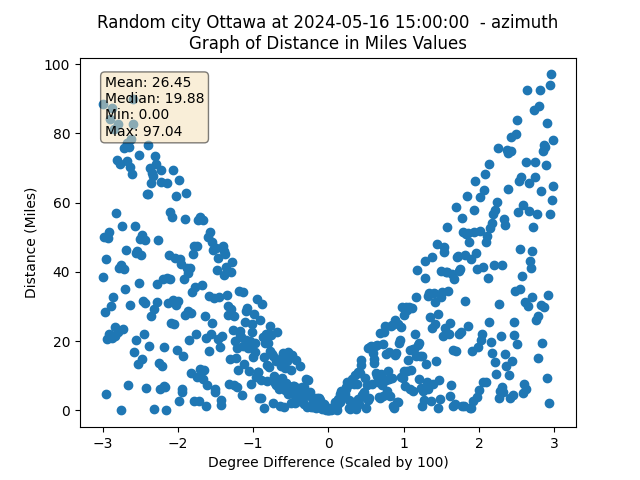 Random city Ottawa at 2024-05-16 15:00:00  - azimuth
Graph of Distance in Miles Values
Mean: 26.45
Median: 19.88
Min: 0.00
Max: 97.04
Distance (Miles)
100
80
60
40
20
0
−3 −2 −1 0 1 2 3
Degree Difference (Scaled by 100)